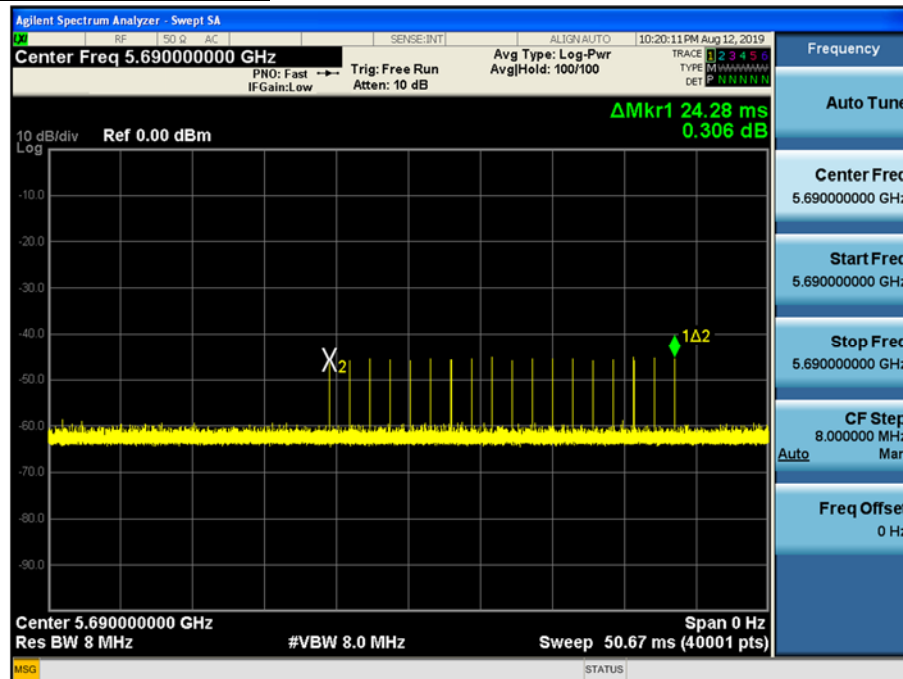 Agilent Spectrum Analyzer - Swept SA
LXI RF 50 Ω AC SENSE:INT ALIGN AUTO 10:20:11 PM Aug 12, 2019
Center Freq 5.690000000 GHz
PNO: Fast
IFGain:Low
Trig: Free Run
Atten: 10 dB
Avg Type: Log-Pwr
Avg|Hold: 100/100
TRACE 1 2 3 4 5 6
TYPE M
DET P N N N N N
ΔMkr1 24.28 ms
0.306 dB
10 dB/div Ref 0.00 dBm
Log
-10.0
-20.0
-30.0
-40.0
-50.0
-60.0
-70.0
-80.0
-90.0
X2
1Δ2
Center 5.690000000 GHz
Span 0 Hz
Res BW 8 MHz
#VBW 8.0 MHz
Sweep 50.67 ms (40001 pts)
MSG
STATUS
Frequency
Auto Tune
Center Freq
5.690000000 GHz
Start Freq
5.690000000 GHz
Stop Freq
5.690000000 GHz
CF Step
8.000000 MHz
Auto Man
Freq Offset
0 Hz